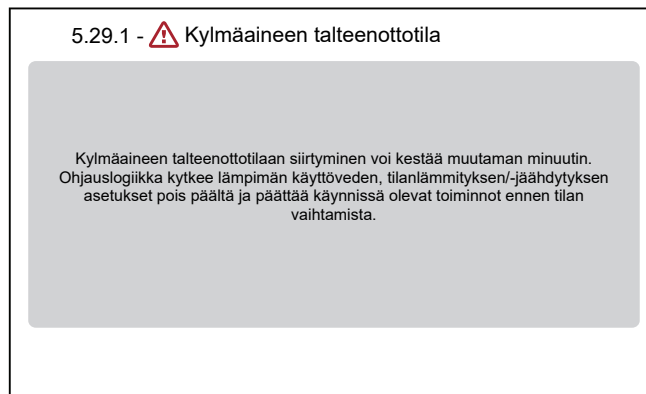 5.29.1 - Kylmäaineen talteenottotila
Kylmäaineen talteenottotilaan siirtyminen voi kestää muutaman minuutin.
Ohjauslogiikka kytkee lämpimän käyttöveden, tilanlämmityksen/-jäähdytyksen
asetukset pois päältä ja päättää käynnissä olevat toiminnot ennen tilan
vaihtamista.